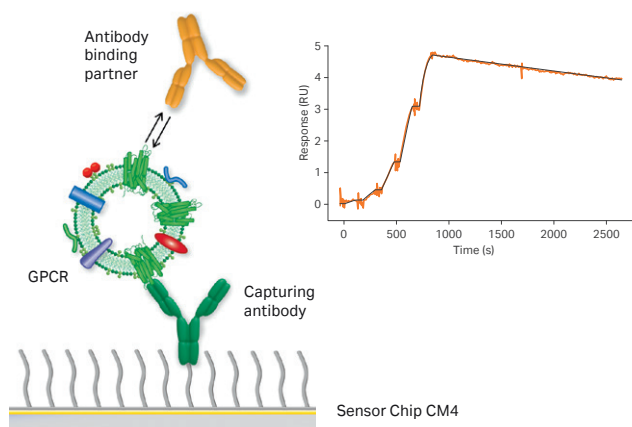 Antibody
binding
partner
GPCR
Capturing
antibody
Sensor Chip CM4
Response (RU)
5
4
3
2
1
0
0
500
1000
1500
2000
2500
Time (s)